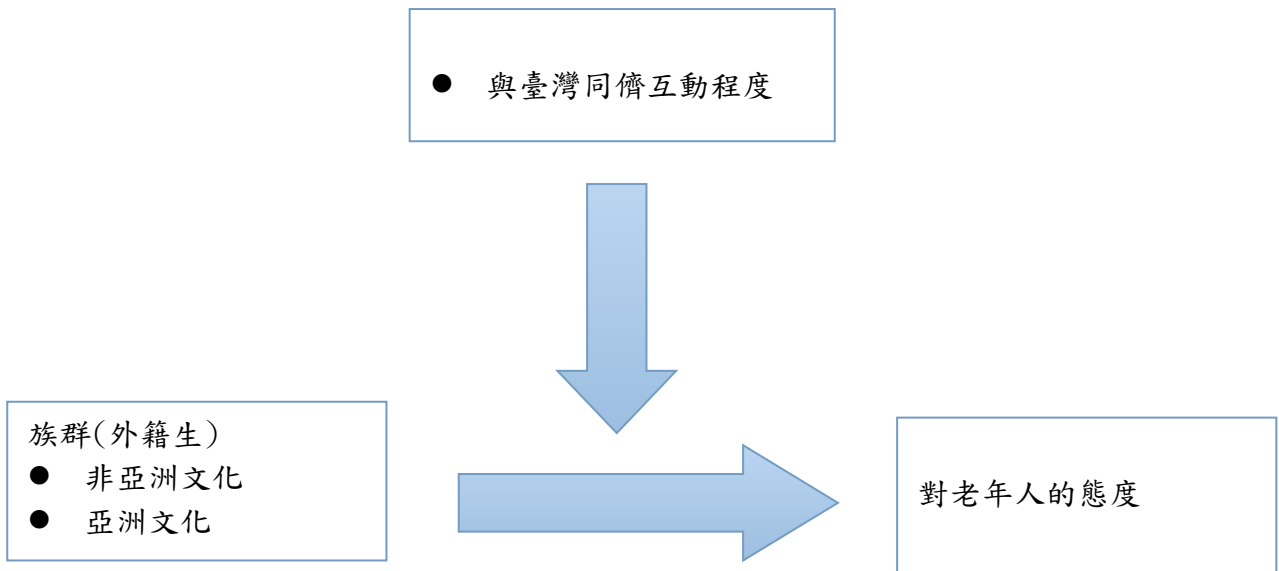 ● 與臺灣同儕互動程度
族群(外籍生)
● 非亞洲文化
● 亞洲文化
對老年人的態度